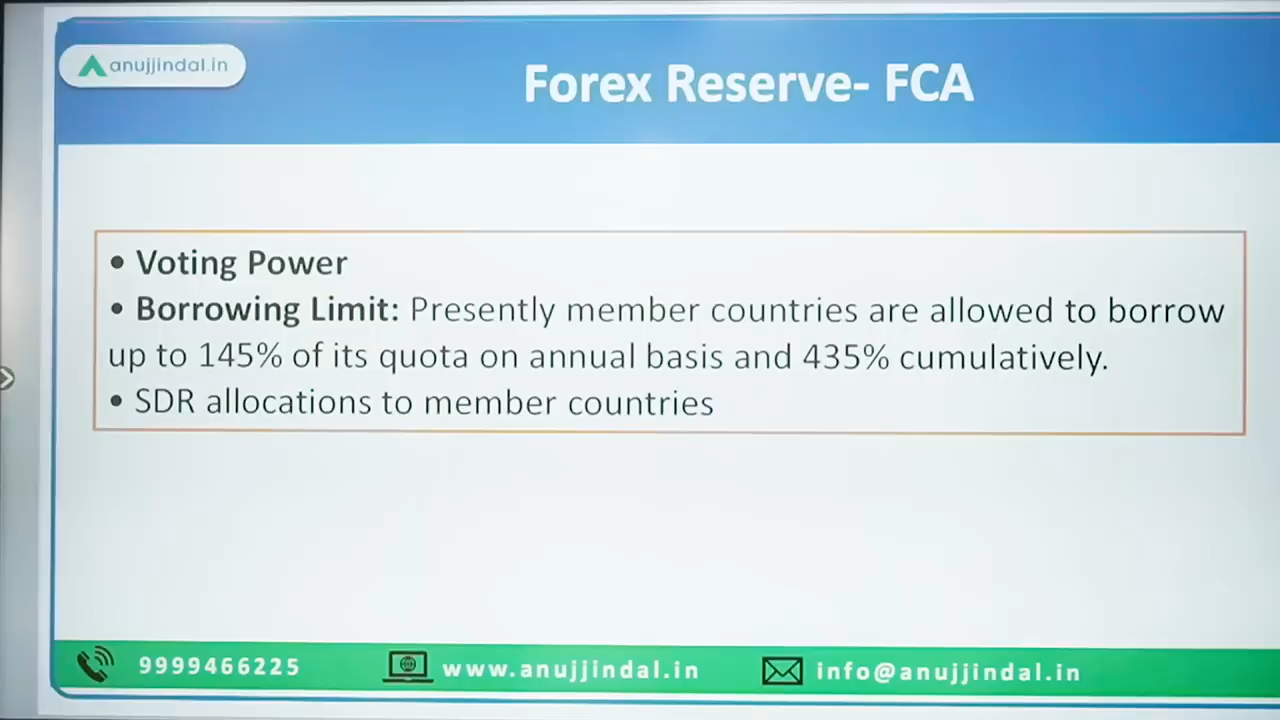 anujjindal.in
Forex Reserve- FCA
• Voting Power
• Borrowing Limit: Presently member countries are allowed to borrow
up to 145% of its quota on annual basis and 435% cumulatively.
• SDR allocations to member countries
9999466225 www.anujjindal.in info@anujjindal.in